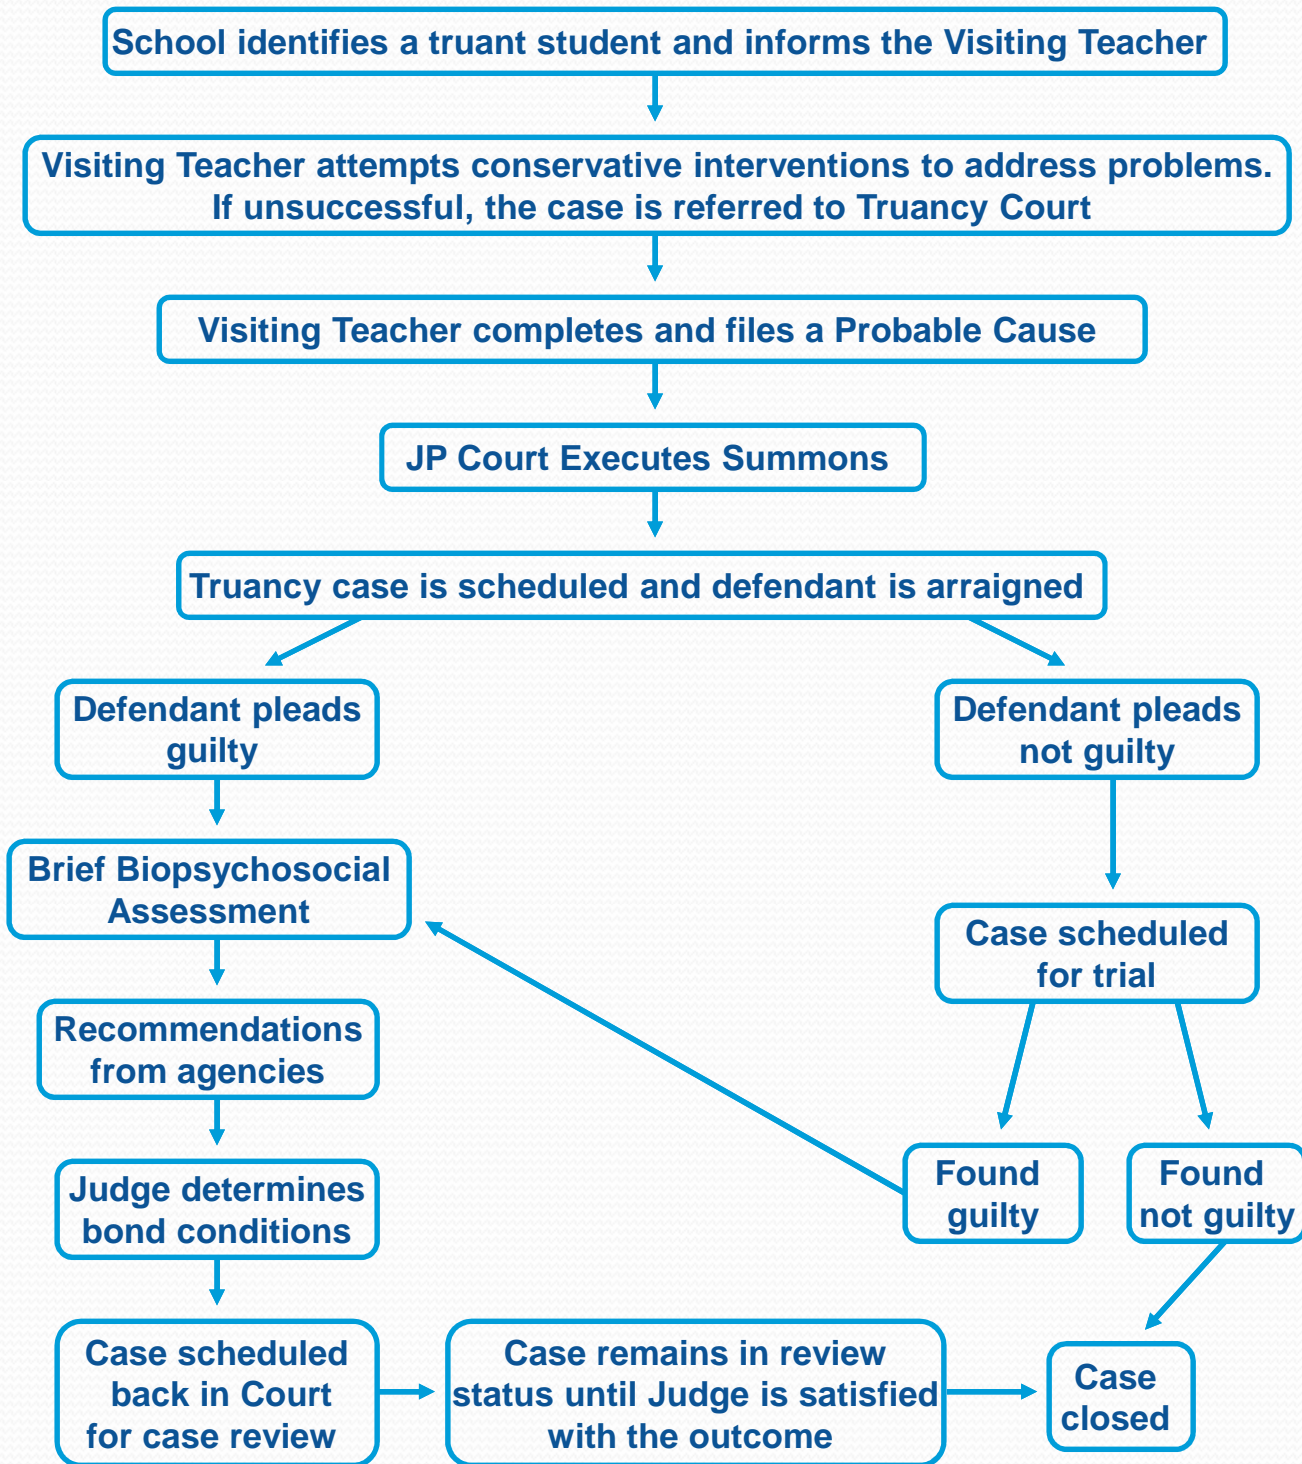 School identifies a truant student and informs the Visiting Teacher
Visiting Teacher attempts conservative interventions to address problems.
If unsuccessful, the case is referred to Truancy Court
Visiting Teacher completes and files a Probable Cause
JP Court Executes Summons
Truancy case is scheduled and defendant is arraigned
Defendant pleads
guilty
Defendant pleads
not guilty
Brief Biopsychosocial
Assessment
Case scheduled
for trial
Recommendations
from agencies
Judge determines
bond conditions
Found
guilty
Found
not guilty
Case scheduled
back in Court
for case review
Case remains in review
status until Judge is satisfied
with the outcome
Case
closed